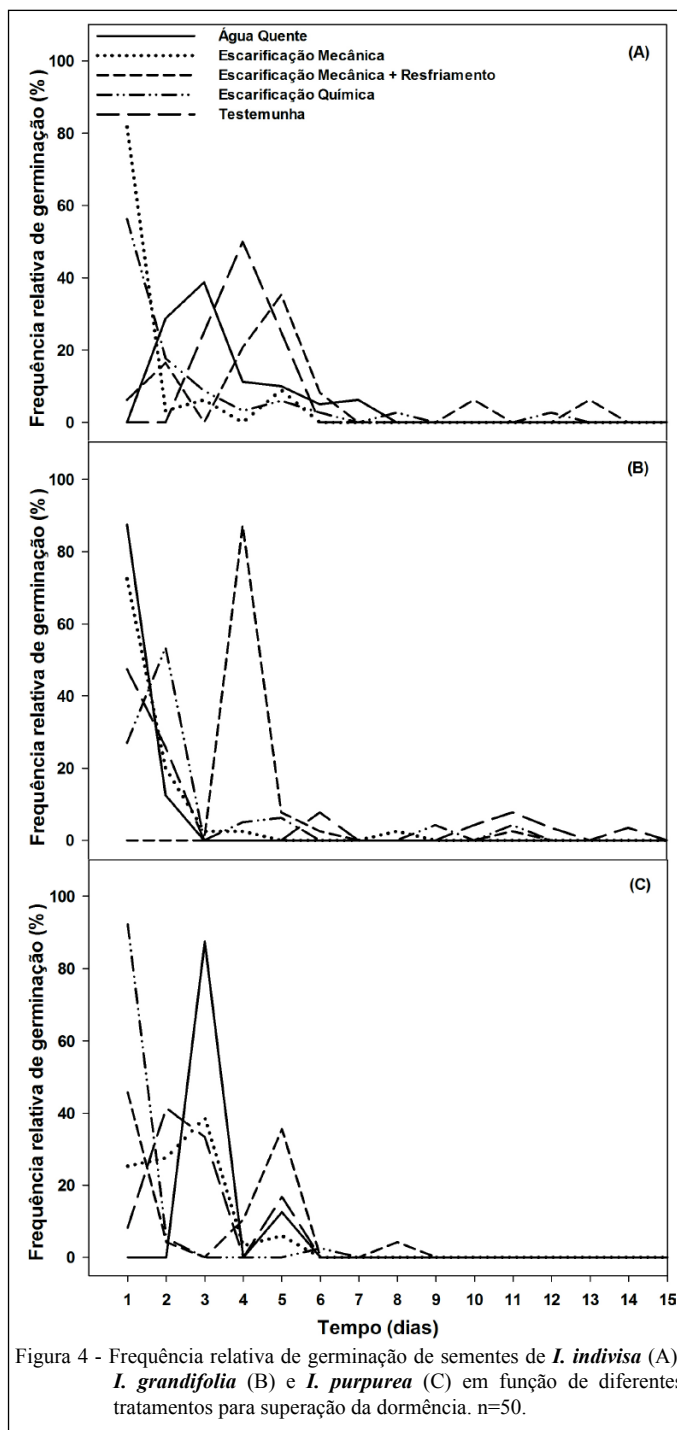 Água Quente
Escarificação Mecânica
Escarificação Mecânica + Resfriamento
Escarificação Química
Testemunha
(A)
Frequência relativa de germinação (%)
100
80
60
40
20
0
(B)
Frequência relativa de germinação (%)
100
80
60
40
20
0
(C)
Frequência relativa de germinação (%)
100
80
60
40
20
0
1 2 3 4 5 6 7 8 9 10 11 12 13 14 15
Tempo (dias)
Figura 4 - Frequência relativa de germinação de sementes de I. indivisa (A)
I. grandifolia (B) e I. purpurea (C) em função de diferentes
tratamentos para superação da dormência. n=50.